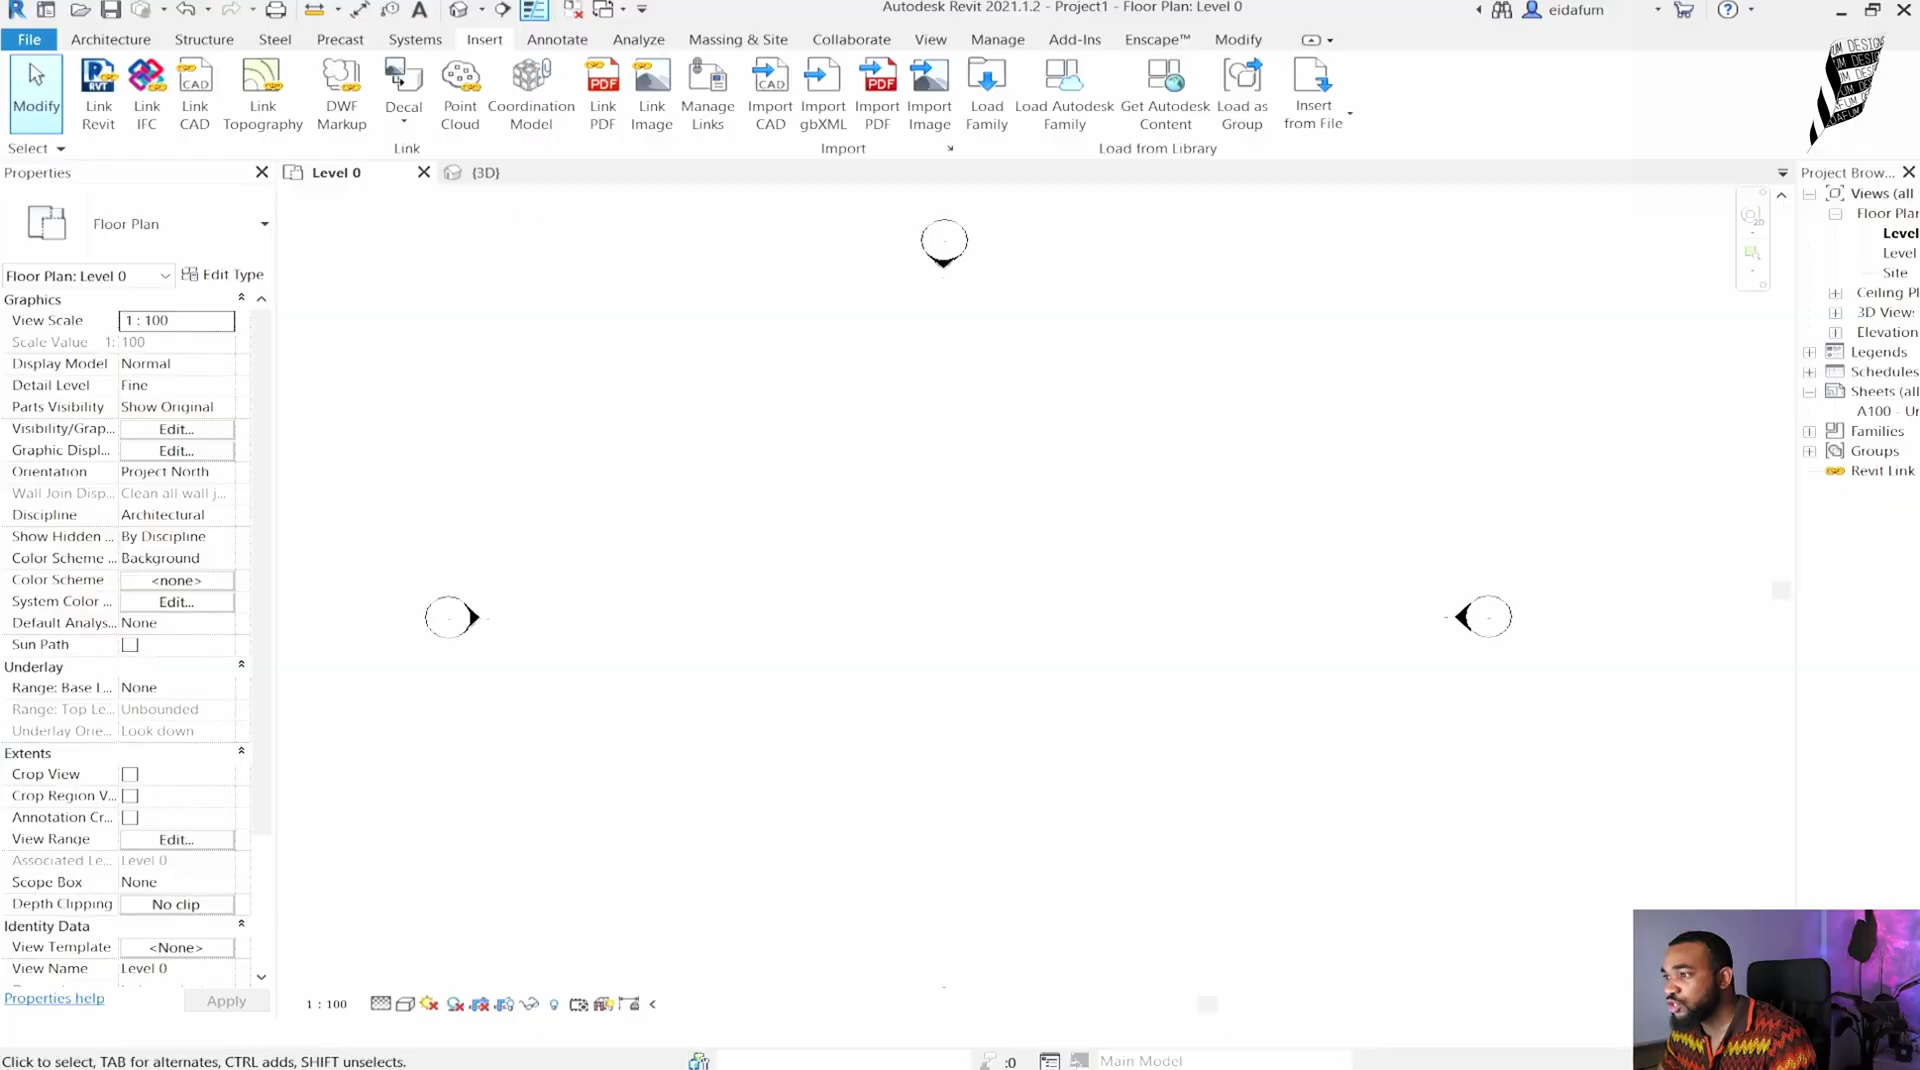 Autodesk Revit 2021.1.2 - Project1 - Floor Plan: Level 0
eidafum
File Architecture Structure Steel Precast Systems Insert Annotate Analyze Massing & Site Collaborate View Manage Add-Ins Enscape™ Modify
Modify
Link Revit
Link IFC
Link CAD
Link Topography
DWF Markup
Decal
Point Cloud
Coordination Model
Link PDF
Link Image
Manage Links
Import CAD
Import gbXML
Import PDF
Import Image
Load Family
Load Autodesk Family
Get Autodesk Content
Load as Group
Insert from File
Select
Link
Import
Load from Library
Properties
Level 0
{3D}
Floor Plan
Floor Plan: Level 0
Edit Type
Graphics
View Scale 1 : 100
Scale Value 1: 100
Display Model Normal
Detail Level Fine
Parts Visibility Show Original
Visibility/Grap... Edit...
Graphic Displ... Edit...
Orientation Project North
Wall Join Disp... Clean all wall j...
Discipline Architectural
Show Hidden ... By Discipline
Color Scheme ... Background
Color Scheme <none>
System Color ... Edit...
Default Analys... None
Sun Path
Underlay
Range: Base L... None
Range: Top Le... Unbounded
Underlay Orie... Look down
Extents
Crop View
Crop Region V...
Annotation Cr...
View Range Edit...
Associated Le... Level 0
Scope Box None
Depth Clipping No clip
Identity Data
View Template <None>
View Name Level 0
Properties help
Apply
1 : 100
Project Brow...
Views (all
Floor Plan
Level
Level
Site
Ceiling Pl
3D View
Elevation
Legends
Schedules
Sheets (all
A100 - Un
Families
Groups
Revit Link
Click to select, TAB for alternates, CTRL adds, SHIFT unselects.
:0
Main Model